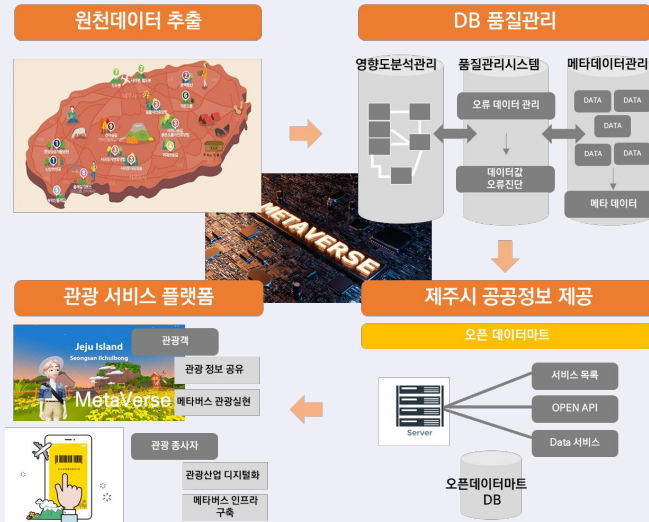 원천데이터 추출
DB 품질관리
영향도분석관리
품질관리시스템
메타데이터관리
오류 데이터 관리
데이터값
오류진단
DATA
DATA
DATA
DATA
DATA
메타 데이터
METAVERSE
관광 서비스 플랫폼
제주시 공공정보 제공
Jeju Island
Seongsan Ilchulbong
MetaVerse
관광객
관광 정보 공유
메타버스 관광실현
관광 종사자
관광산업 디지털화
메타버스 인프라
구축
오픈 데이터마트
Server
서비스 목록
OPEN API
Data 서비스
오픈데이터마트
DB